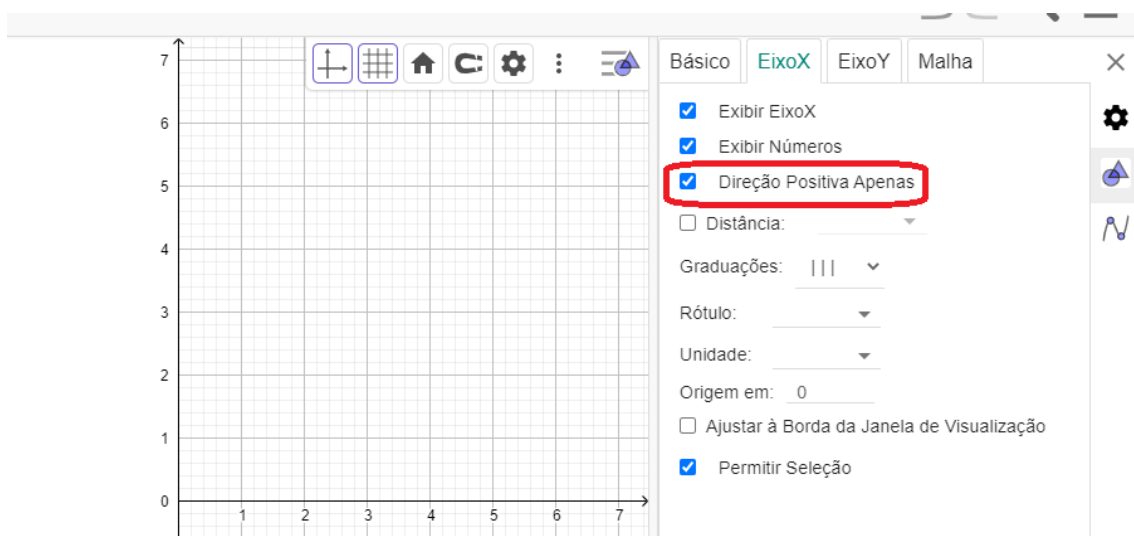 Básico EixoX EixoY Malha
Exibir EixoX
Exibir Números
Direção Positiva Apenas
Distância:
Graduações: | | |
Rótulo:
Unidade:
Origem em: 0
Ajustar à Borda da Janela de Visualização
Permitir Seleção
7
6
5
4
3
2
1
0
1 2 3 4 5 6 7